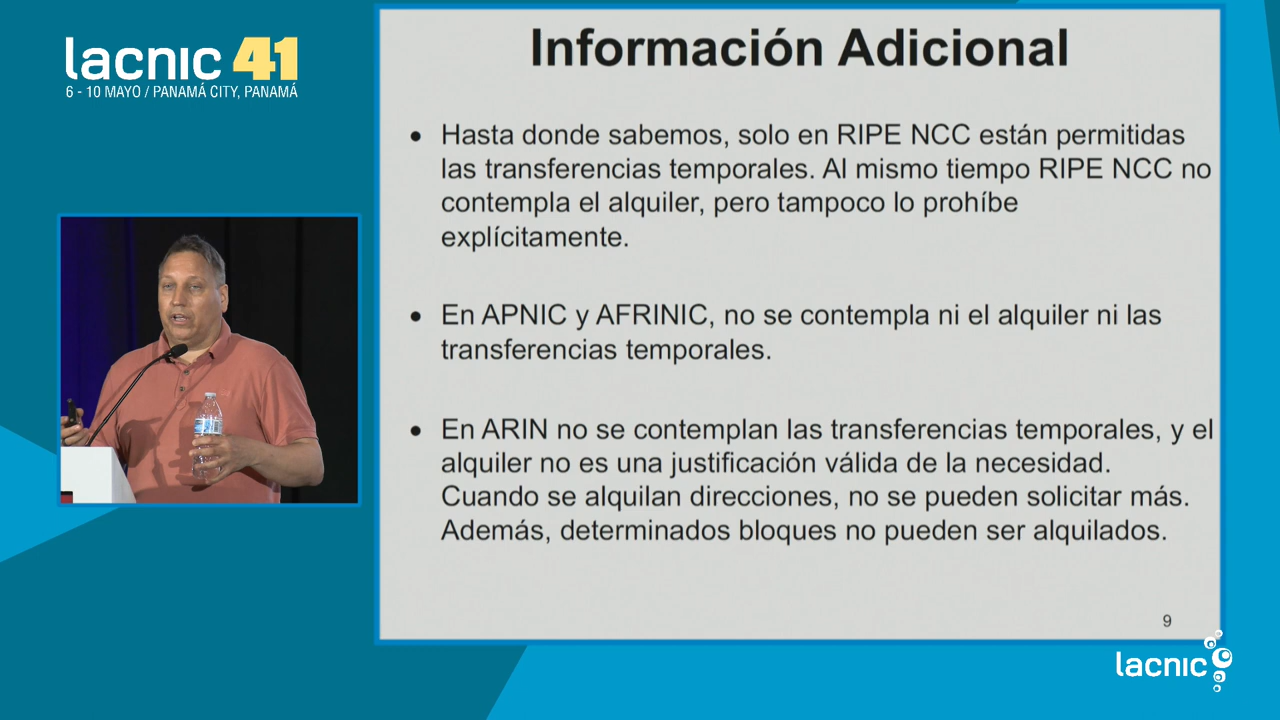 lacnic 41
6 - 10 MAYO / PANAMÁ CITY, PANAMÁ
Información Adicional
• Hasta donde sabemos, solo en RIPE NCC están permitidas
las transferencias temporales. Al mismo tiempo RIPE NCC no
contempla el alquiler, pero tampoco lo prohíbe
explícitamente.
• En APNIC y AFRINIC, no se contempla ni el alquiler ni las
transferencias temporales.
• En ARIN no se contemplan las transferencias temporales, y el
alquiler no es una justificación válida de la necesidad.
Cuando se alquilan direcciones, no se pueden solicitar más.
Además, determinados bloques no pueden ser alquilados.
9
lacnic